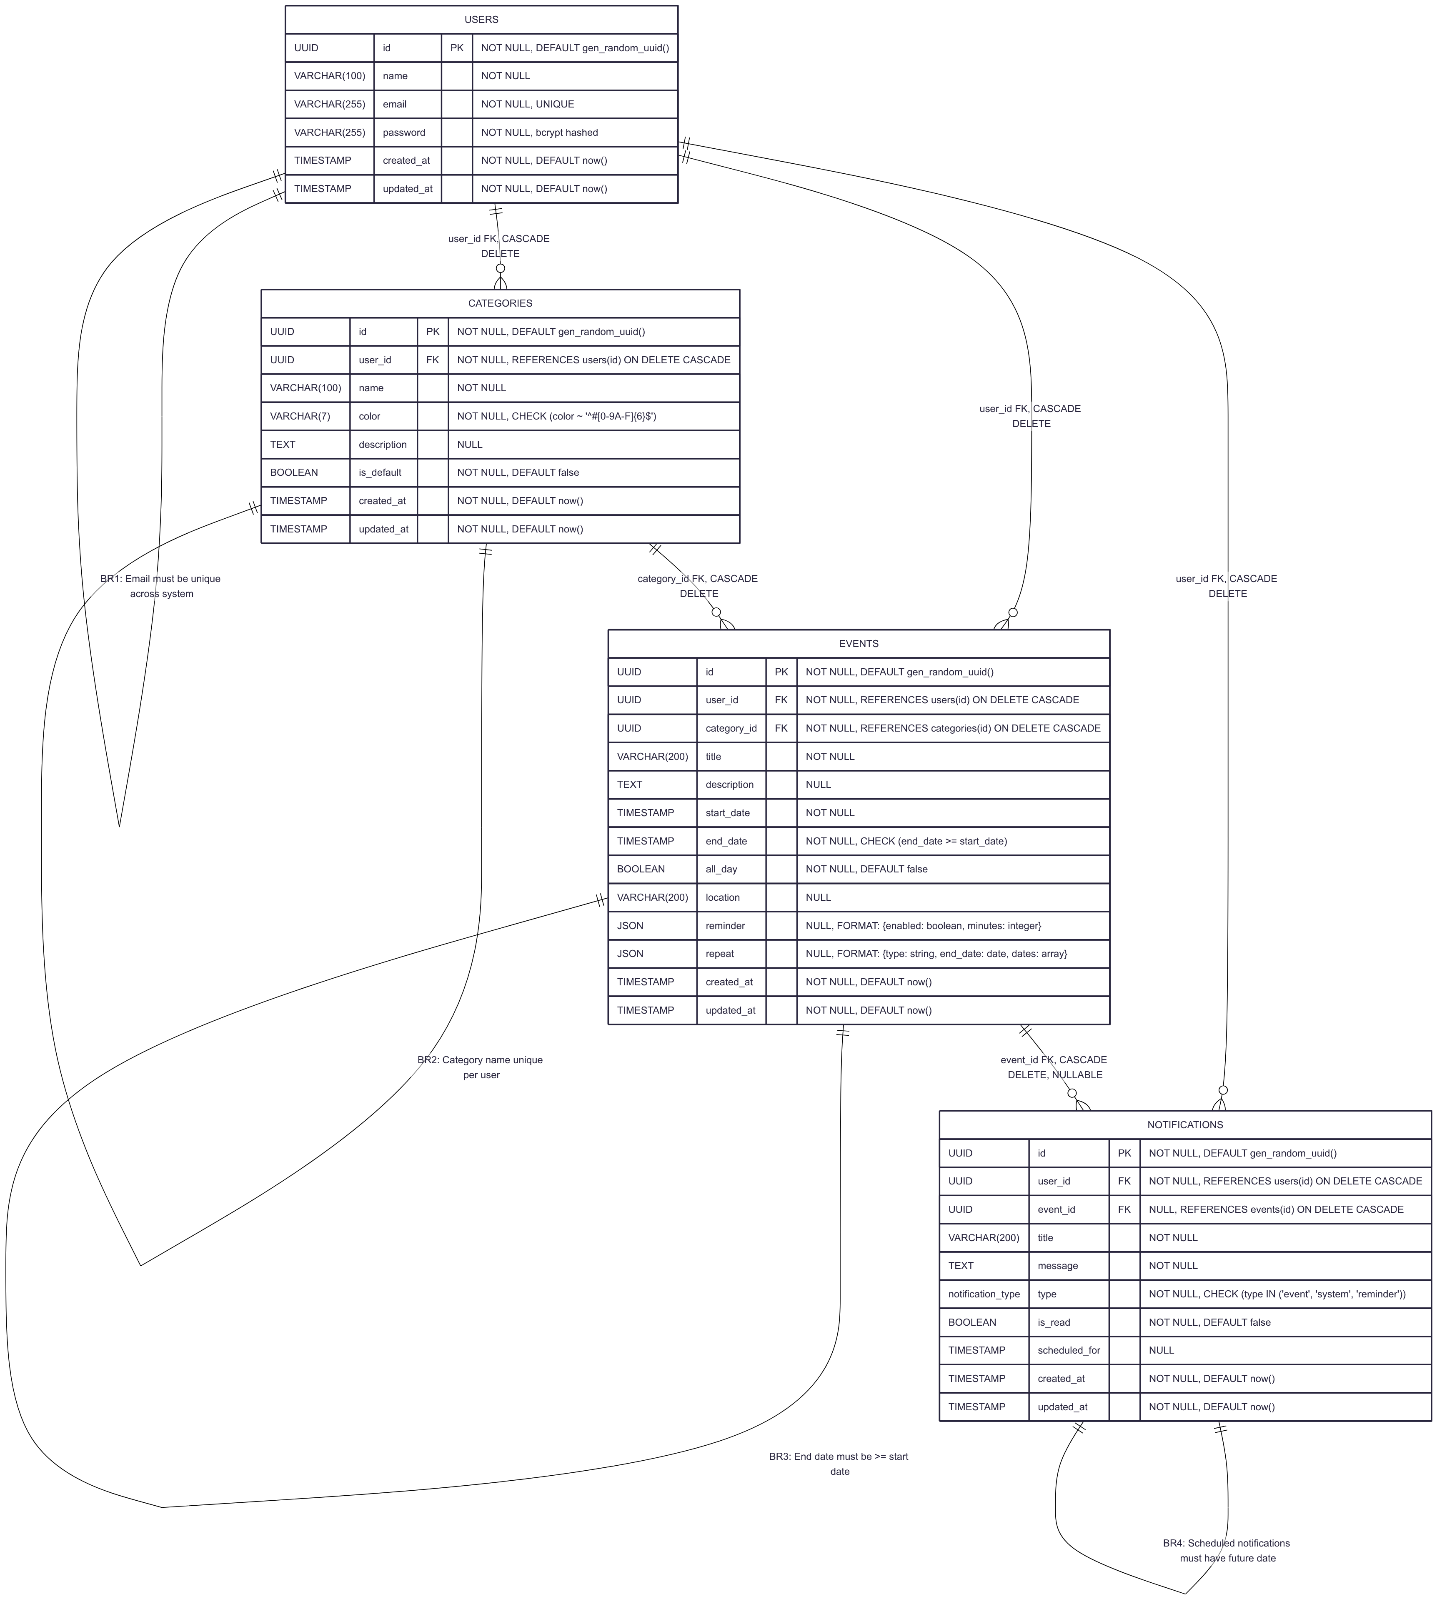 USERS
UUID id PK NOT NULL, DEFAULT gen_random_uuid()
VARCHAR(100) name NOT NULL
VARCHAR(255) email NOT NULL, UNIQUE
VARCHAR(255) password NOT NULL, bcrypt hashed
TIMESTAMP created_at NOT NULL, DEFAULT now()
TIMESTAMP updated_at NOT NULL, DEFAULT now()
user_id FK, CASCADE
DELETE
CATEGORIES
UUID id PK NOT NULL, DEFAULT gen_random_uuid()
UUID user_id FK NOT NULL, REFERENCES users(id) ON DELETE CASCADE
VARCHAR(100) name NOT NULL
VARCHAR(7) color NOT NULL, CHECK (color ~ '^#[0-9A-F]{6}$')
TEXT description NULL
BOOLEAN is_default NOT NULL, DEFAULT false
TIMESTAMP created_at NOT NULL, DEFAULT now()
TIMESTAMP updated_at NOT NULL, DEFAULT now()
user_id FK, CASCADE
DELETE
BR1: Email must be unique
across system
category_id FK, CASCADE
DELETE
user_id FK, CASCADE
DELETE
EVENTS
UUID id PK NOT NULL, DEFAULT gen_random_uuid()
UUID user_id FK NOT NULL, REFERENCES users(id) ON DELETE CASCADE
UUID category_id FK NOT NULL, REFERENCES categories(id) ON DELETE CASCADE
VARCHAR(200) title NOT NULL
TEXT description NULL
TIMESTAMP start_date NOT NULL
TIMESTAMP end_date NOT NULL, CHECK (end_date >= start_date)
BOOLEAN all_day NOT NULL, DEFAULT false
VARCHAR(200) location NULL
JSON reminder NULL, FORMAT: {enabled: boolean, minutes: integer}
JSON repeat NULL, FORMAT: {type: string, end_date: date, dates: array}
TIMESTAMP created_at NOT NULL, DEFAULT now()
TIMESTAMP updated_at NOT NULL, DEFAULT now()
BR2: Category name unique
per user
event_id FK, CASCADE
DELETE, NULLABLE
NOTIFICATIONS
UUID id PK NOT NULL, DEFAULT gen_random_uuid()
UUID user_id FK NOT NULL, REFERENCES users(id) ON DELETE CASCADE
UUID event_id FK NULL, REFERENCES events(id) ON DELETE CASCADE
VARCHAR(200) title NOT NULL
TEXT message NOT NULL
notification_type type NOT NULL, CHECK (type IN ('event', 'system', 'reminder'))
BOOLEAN is_read NOT NULL, DEFAULT false
TIMESTAMP scheduled_for NULL
TIMESTAMP created_at NOT NULL, DEFAULT now()
TIMESTAMP updated_at NOT NULL, DEFAULT now()
BR3: End date must be >= start
date
BR4: Scheduled notifications
must have future date